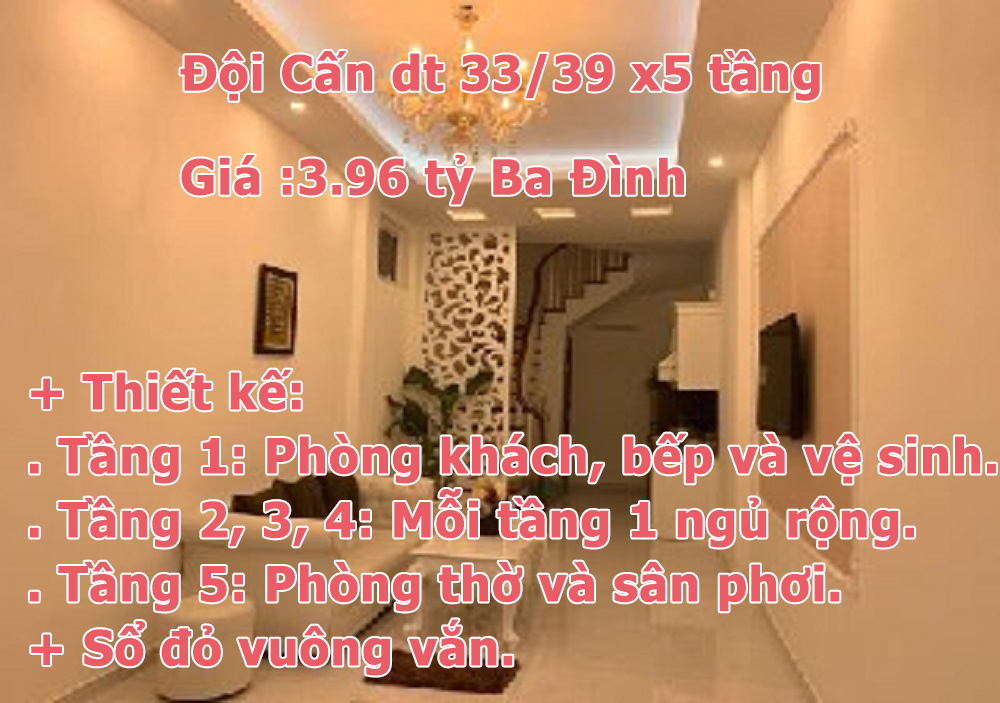 Đội Cấn dt 33/39 x5 tầng
Giá :3.96 tỷ Ba Đình
+ Thiết kế:
. Tầng 1: Phòng khách, bếp và vệ sinh.
. Tầng 2, 3, 4: Mỗi tầng 1 ngủ rộng.
. Tầng 5: Phòng thờ và sân phơi.
+ Sổ đỏ vuông vắn.